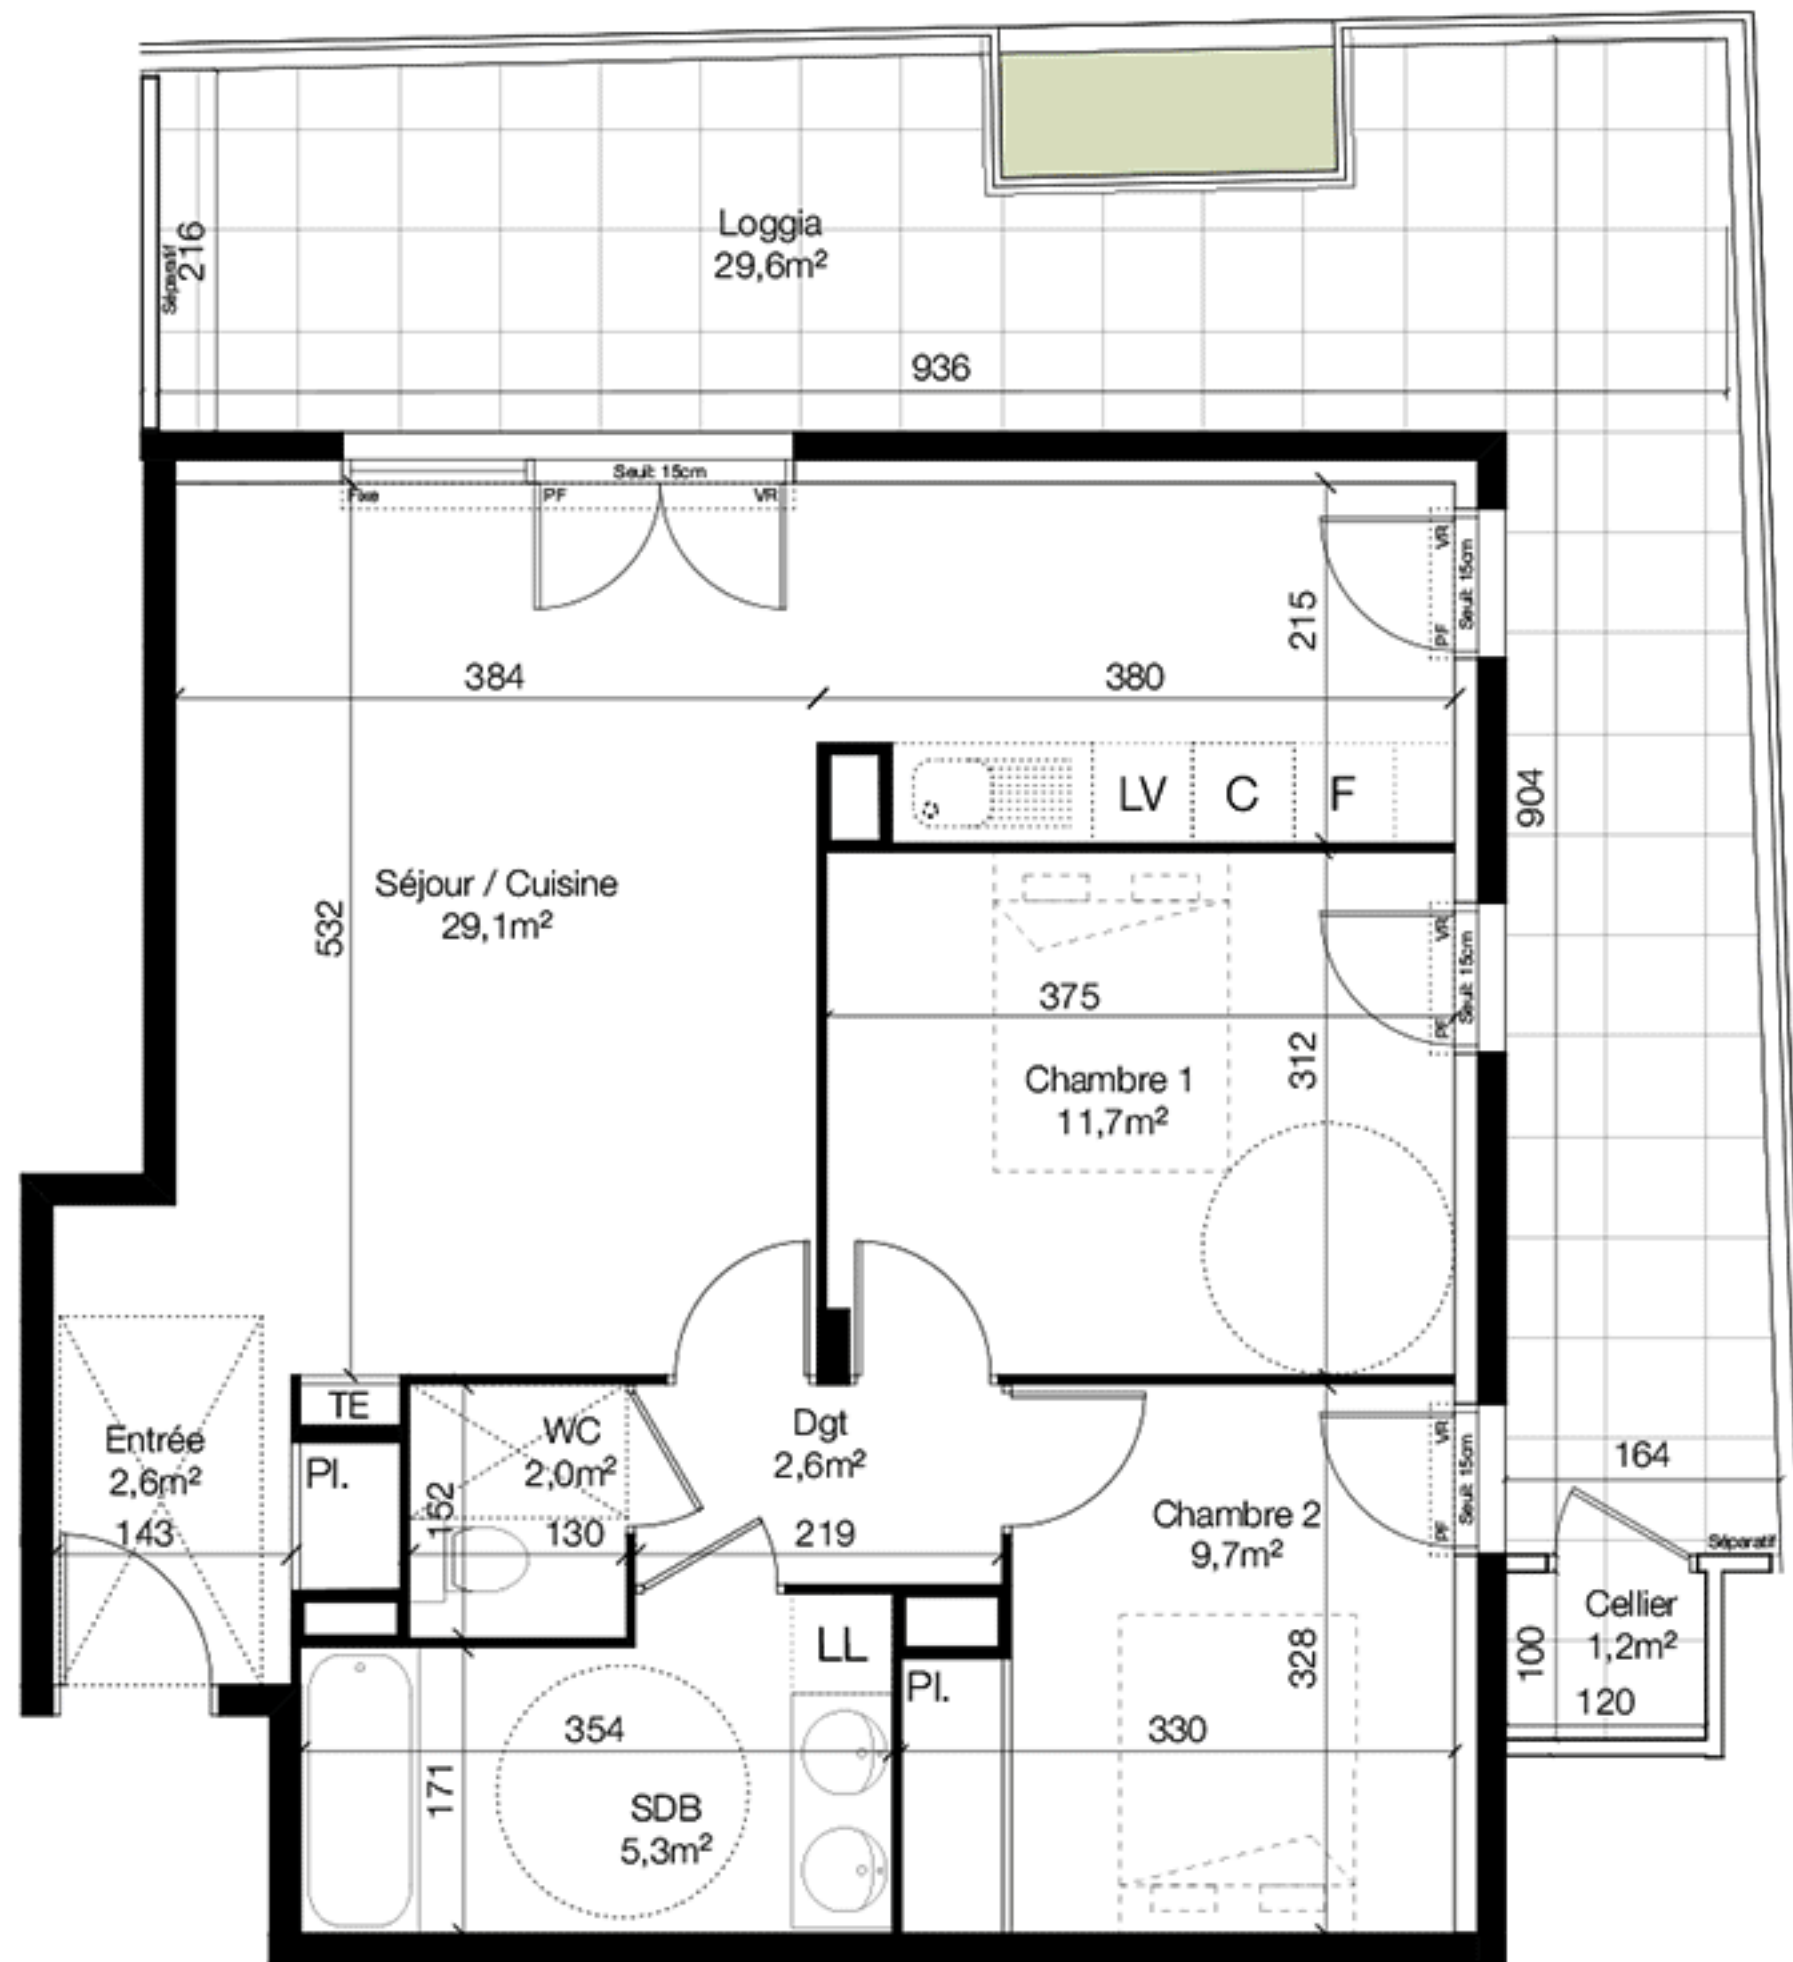 Loggia
29,6m²
Séparatif
216
936
Seuil: 15cm
Fixe
PF
VR
VR
Seuil: 15cm
PF
215
384
380
LV
C
F
904
Séjour / Cuisine
29,1m²
532
VR
Seuil: 15cm
PF
375
312
Chambre 1
11,7m²
TE
Entrée
2,6m²
143
Pl.
WC
2,0m²
152
130
Dgt
2,6m²
219
VR
Seuil: 15cm
PF
Chambre 2
9,7m²
164
Séparatif
Cellier
1,2m²
100
120
LL
Pl.
328
354
330
171
SDB
5,3m²